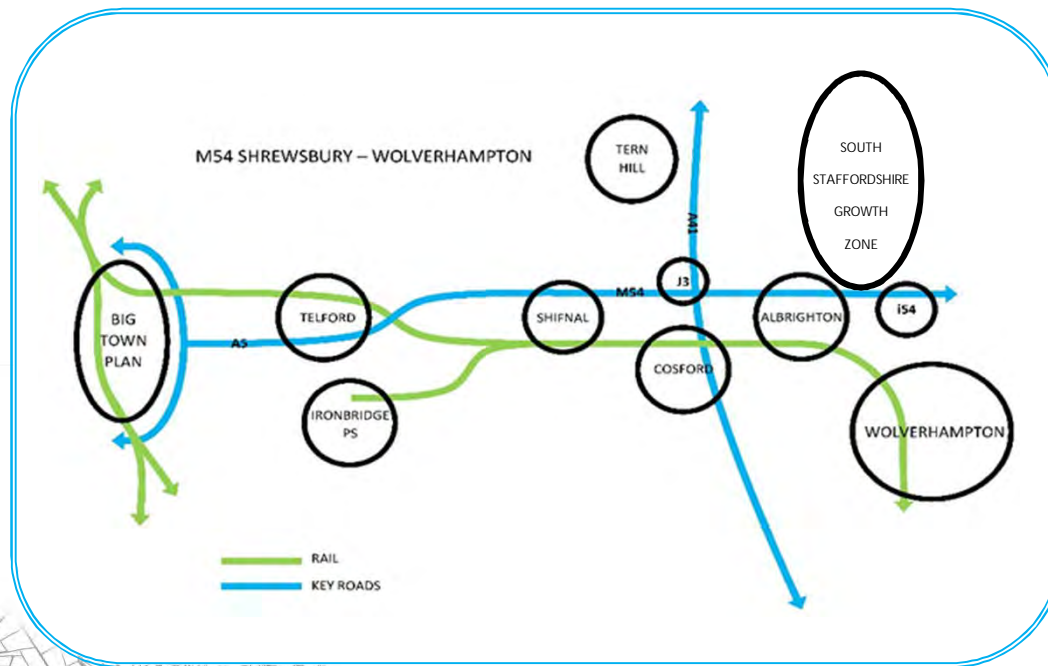 M54 SHREWSBURY – WOLVERHAMPTON
TERN
HILL
SOUTH
STAFFORDSHIRE
GROWTH
ZONE
A41
J3
M54
i54
BIG
TOWN
PLAN
A5
TELFORD
SHIFNAL
ALBRIGHTON
COSFORD
IRONBRIDGE
PS
WOLVERHAMPTON
RAIL
KEY ROADS